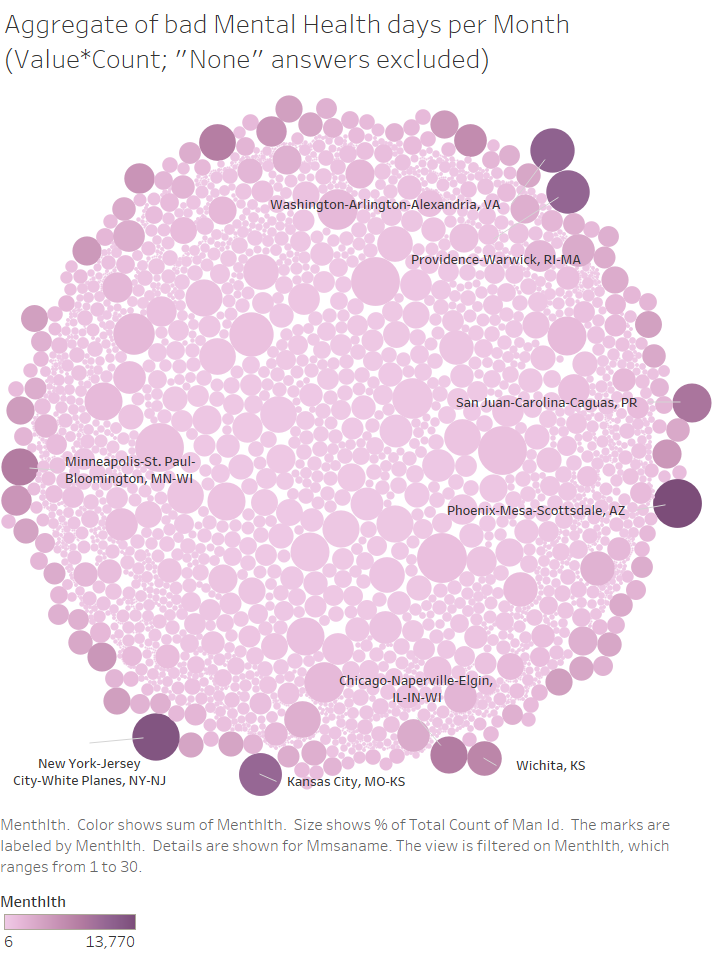 Aggregate of bad Mental Health days per Month
(Value*Count; "None" answers excluded)
Washington-Arlington-Alexandria, VA
Providence-Warwick, RI-MA
San Juan-Carolina-Caguas, PR
Minneapolis-St. Paul-
Bloomington, MN-WI
Phoenix-Mesa-Scottsdale, AZ
Chicago-Naperville-Elgin,
IL-IN-WI
New York-Jersey
City-White Planes, NY-NJ
Kansas City, MO-KS
Wichita, KS
Menthlth.  Color shows sum of Menthlth.  Size shows % of Total Count of Man Id.  The marks are
labeled by Menthlth.  Details are shown for Mmsaname. The view is filtered on Menthlth, which
ranges from 1 to 30.
Menthlth
6 13,770